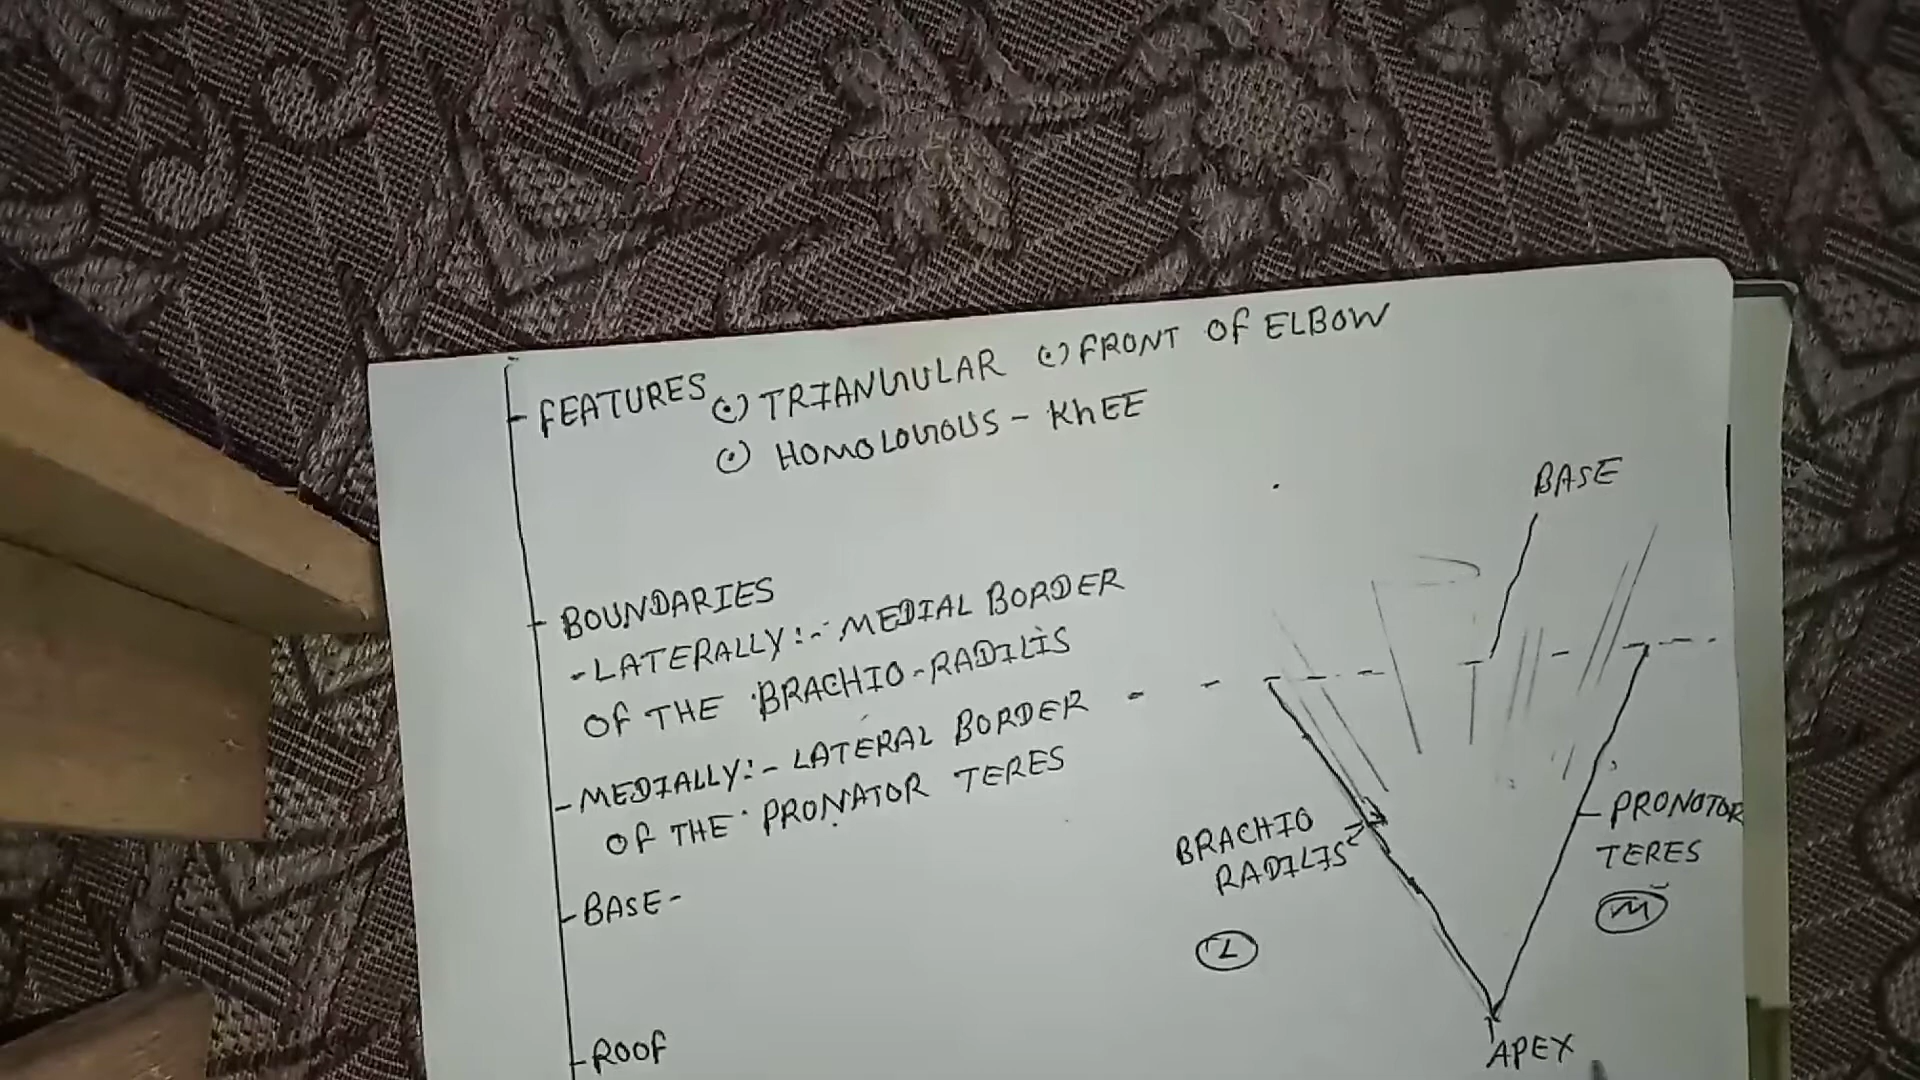 FEATURES (•) TRIANGULAR (•) FRONT OF ELBOW
(•) HOMOLOGOUS - KNEE
BOUNDARIES
- LATERALLY:- MEDIAL BORDER
OF THE BRACHIO-RADILIS
- MEDIALLY:- LATERAL BORDER
OF THE PRONATOR TERES
- BASE -
- ROOF
BASE
BRACHIO
RADILIS
L
PRONOTOR
TERES
M
APEX